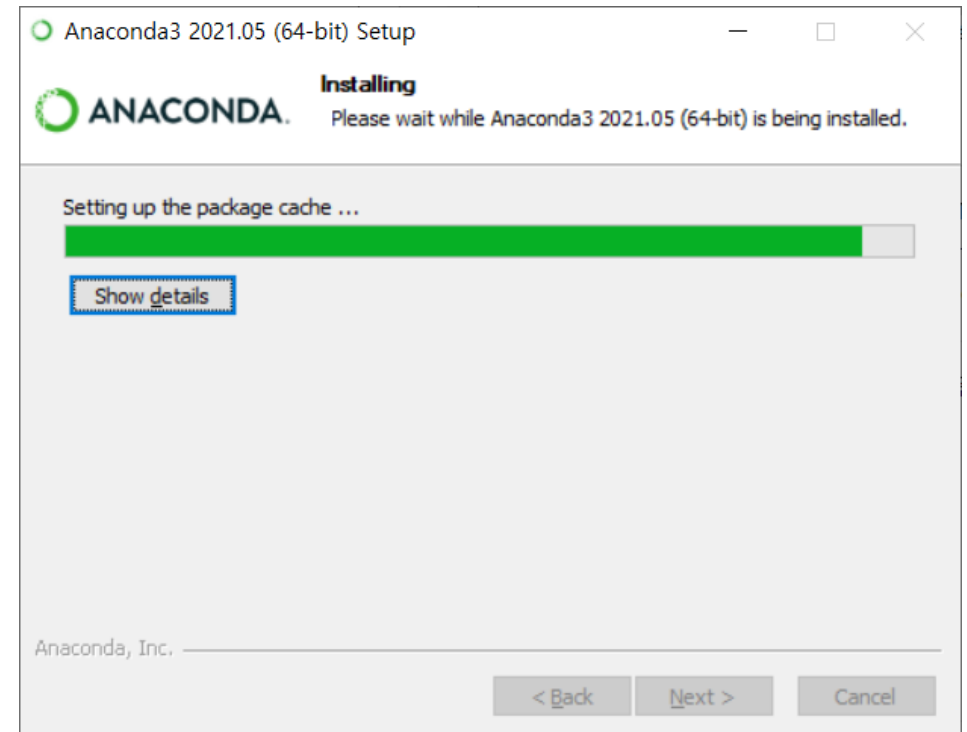 Anaconda3 2021.05 (64-bit) Setup
ANACONDA.
Installing
Please wait while Anaconda3 2021.05 (64-bit) is being installed.
Setting up the package cache ...
Show details
Anaconda, Inc.
< Back Next > Cancel